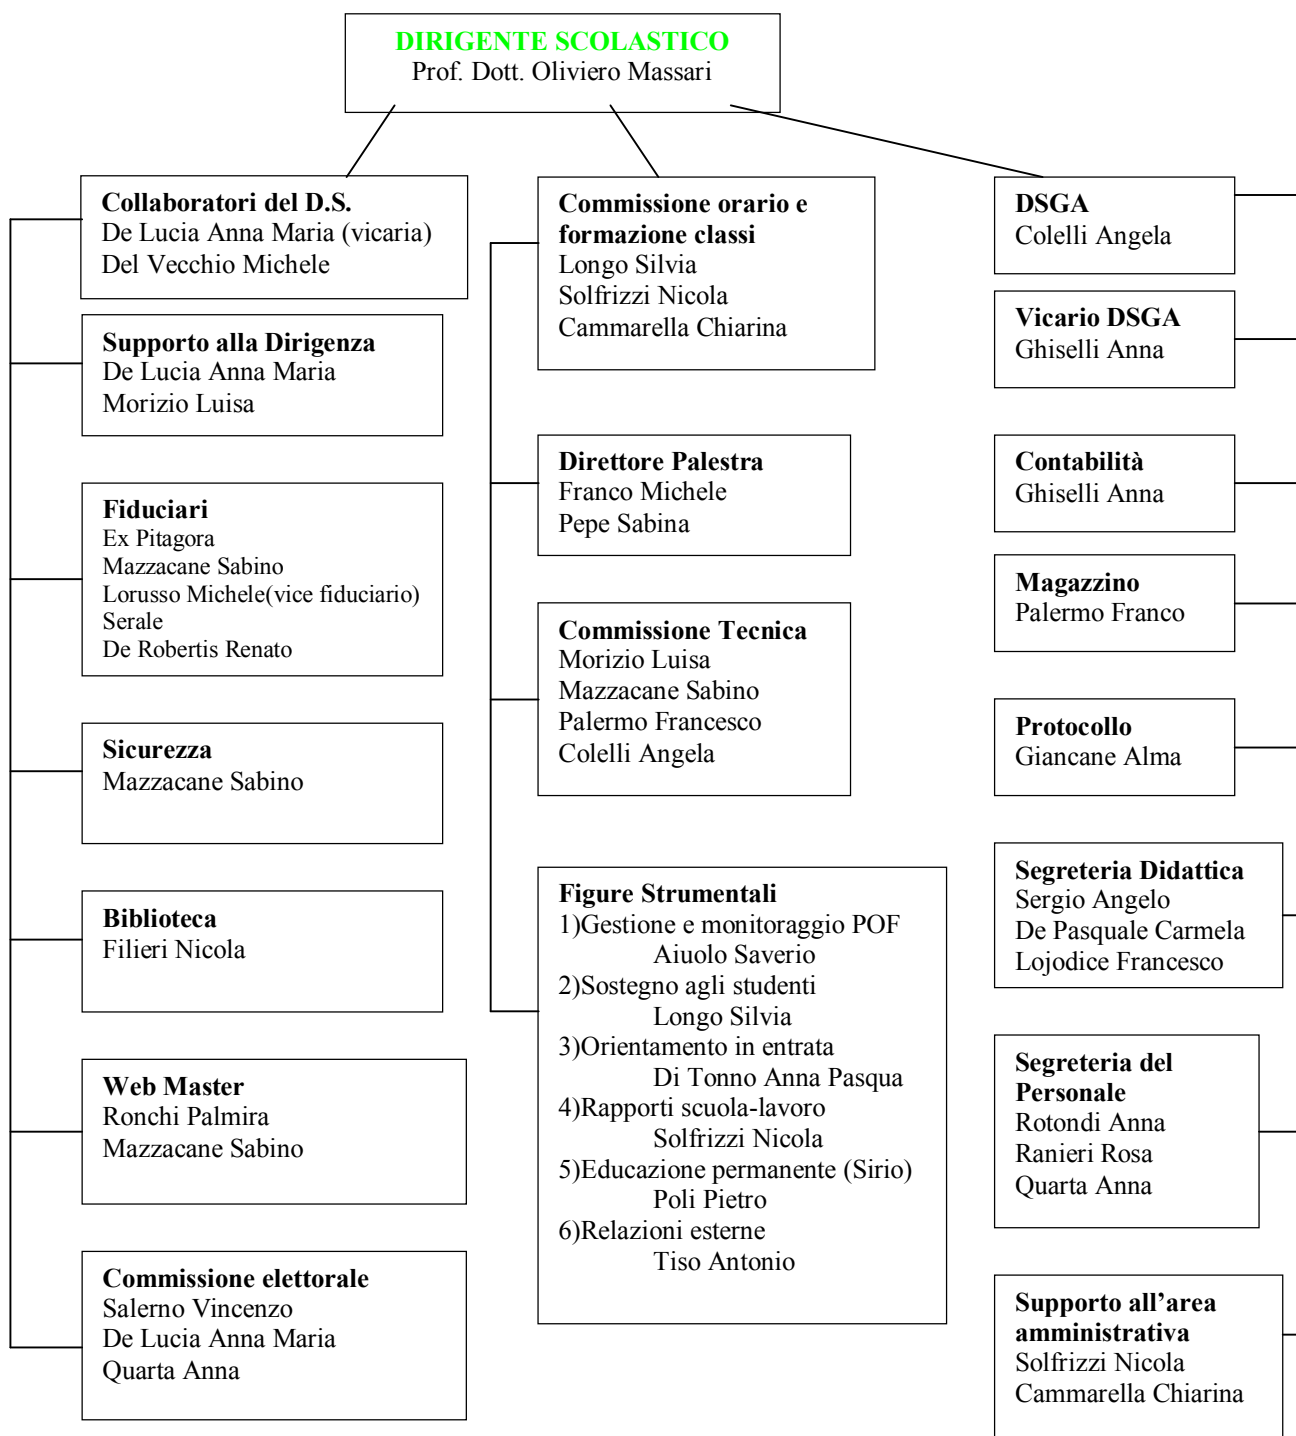 DIRIGENTE SCOLASTICO
Prof. Dott. Oliviero Massari
Collaboratori del D.S.
De Lucia Anna Maria (vicaria)
Del Vecchio Michele
Supporto alla Dirigenza
De Lucia Anna Maria
Morizio Luisa
Fiduciari
Ex Pitagora
Mazzacane Sabino
Lorusso Michele(vice fiduciario)
Serale
De Robertis Renato
Sicurezza
Mazzacane Sabino
Biblioteca
Filieri Nicola
Web Master
Ronchi Palmira
Mazzacane Sabino
Commissione elettorale
Salerno Vincenzo
De Lucia Anna Maria
Quarta Anna
Commissione orario e
formazione classi
Longo Silvia
Solfrizzi Nicola
Cammarella Chiarina
Direttore Palestra
Franco Michele
Pepe Sabina
Commissione Tecnica
Morizio Luisa
Mazzacane Sabino
Palermo Francesco
Colelli Angela
Figure Strumentali
1)Gestione e monitoraggio POF
Aiuolo Saverio
2)Sostegno agli studenti
Longo Silvia
3)Orientamento in entrata
Di Tonno Anna Pasqua
4)Rapporti scuola-lavoro
Solfrizzi Nicola
5)Educazione permanente (Sirio)
Poli Pietro
6)Relazioni esterne
Tiso Antonio
DSGA
Colelli Angela
Vicario DSGA
Ghiselli Anna
Contabilità
Ghiselli Anna
Magazzino
Palermo Franco
Protocollo
Giancane Alma
Segreteria Didattica
Sergio Angelo
De Pasquale Carmela
Lojodice Francesco
Segreteria del
Personale
Rotondi Anna
Ranieri Rosa
Quarta Anna
Supporto all’area
amministrativa
Solfrizzi Nicola
Cammarella Chiarina